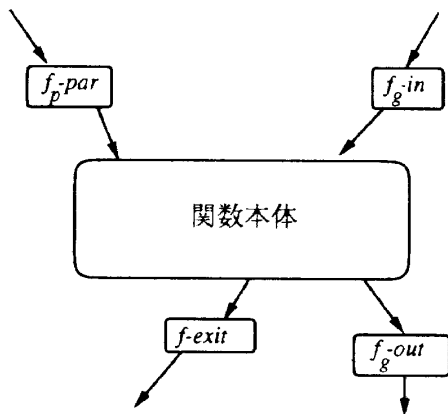 f_p-par
f_g-in
関数本体
f-exit
f_g-out